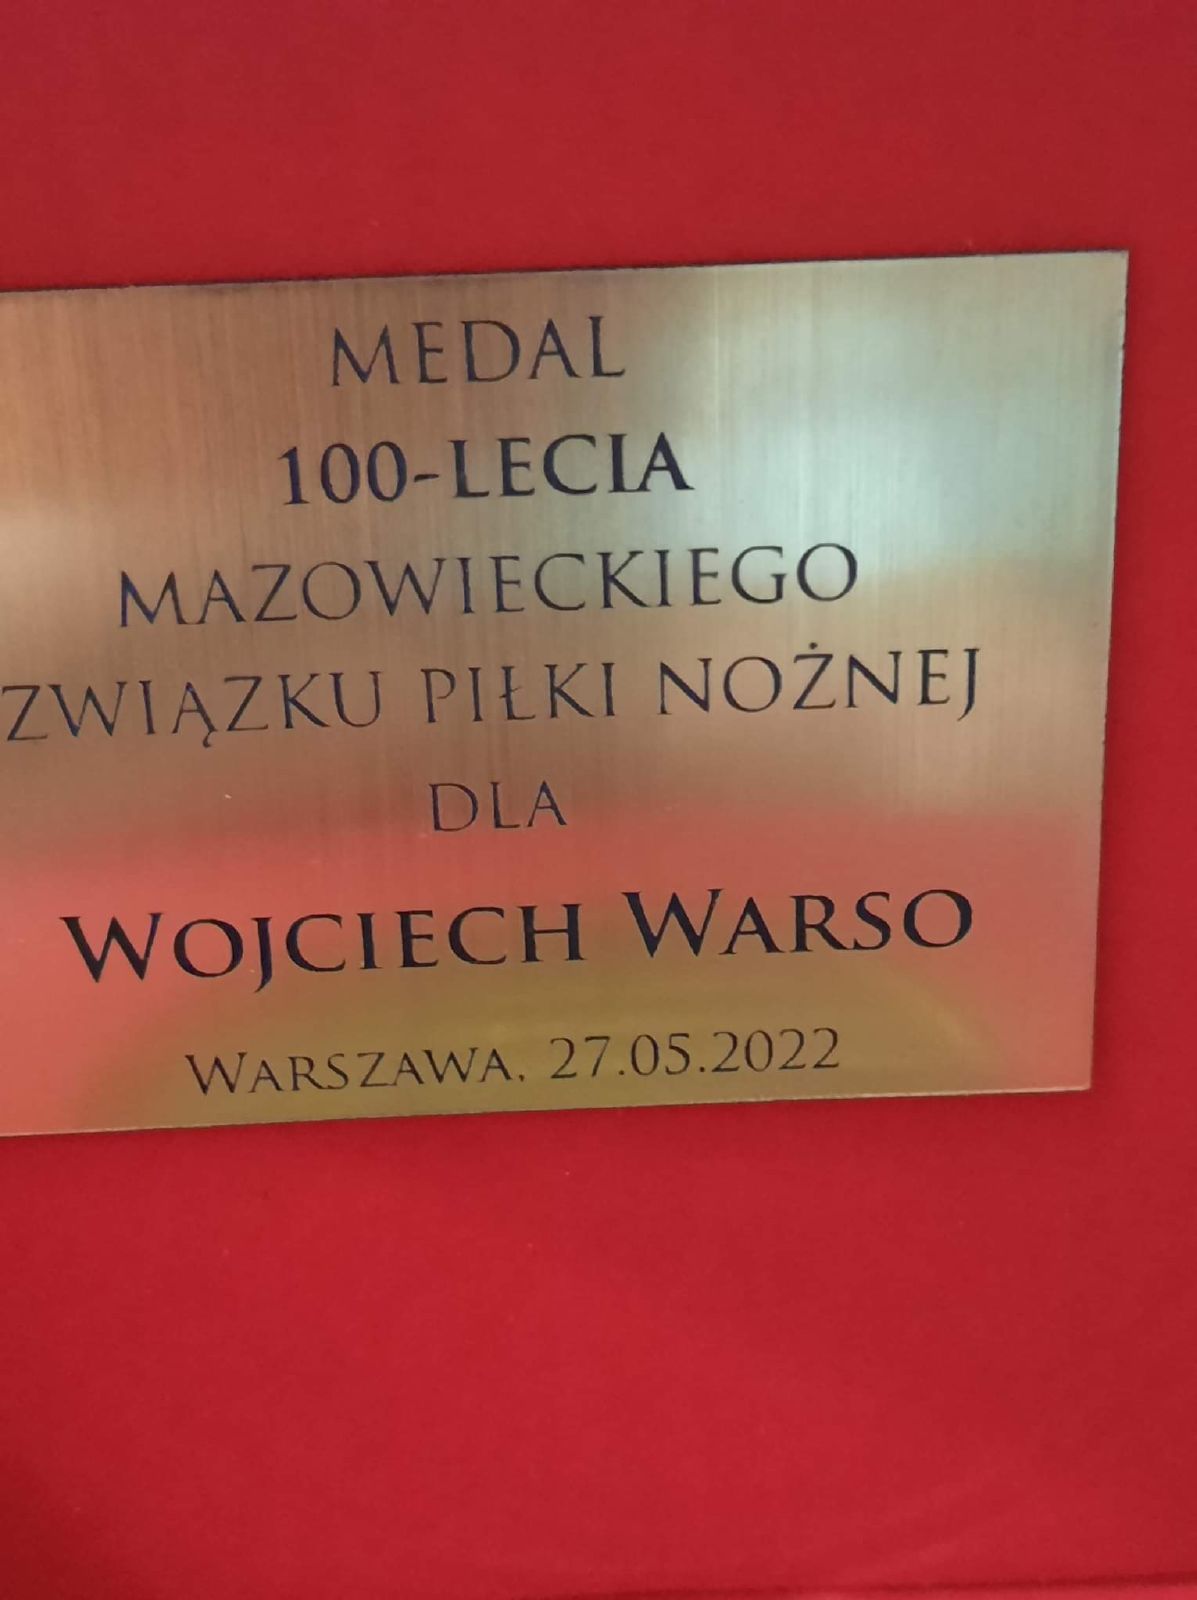 MEDAL
100-LECIA
MAZOWIECKIEGO
ZWIĄZKU PIŁKI NOŻNEJ
DLA
WOJCIECH WARSO
WARSZAWA, 27.05.2022